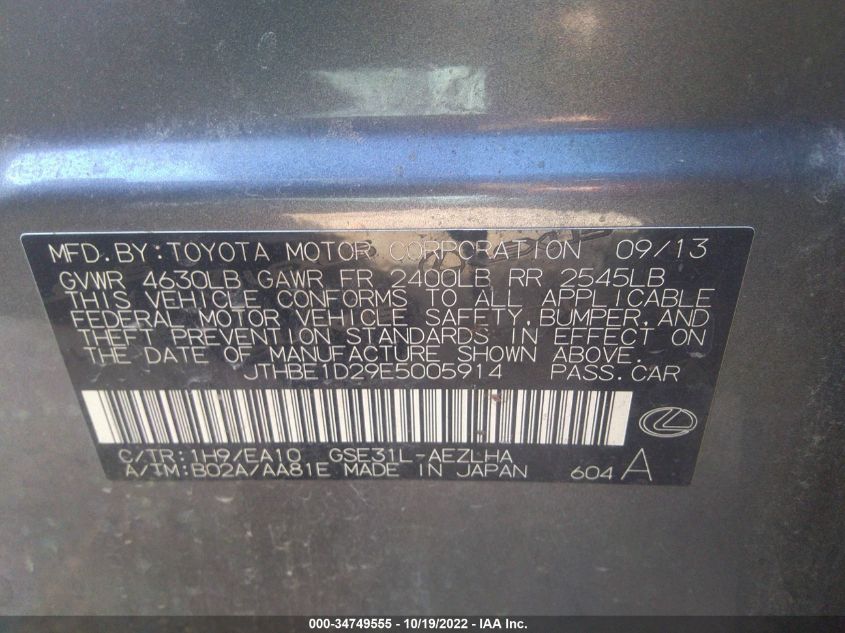 MFD.BY:TOYOTA MOTOR CORPORATION 09/13
GVWR 4630LB GAWR FR 2400LB RR 2545LB
THIS VEHICLE CONFORMS TO ALL APPLICABLE
FEDERAL MOTOR VEHICLE SAFETY, BUMPER, AND
THEFT PREVENTION STANDARDS IN EFFECT ON
THE DATE OF MANUFACTURE SHOWN ABOVE.
JTHBE1D29E5005914 PASS.CAR
C/TR:1H9/EA10 GSE31L-AEZLHA
A/TM:B02A/AA81E MADE IN JAPAN 604 A
000-34749555 | 10/19/2022 | IAA Inc.